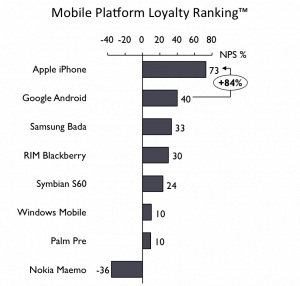 Mobile Platform Loyalty Ranking™
-40 -20 0 20 40 60 80
NPS %
Apple iPhone 73
+84%
Google Android 40
Samsung Bada 33
RIM Blackberry 30
Symbian S60 24
Windows Mobile 10
Palm Pre 10
Nokia Maemo -36